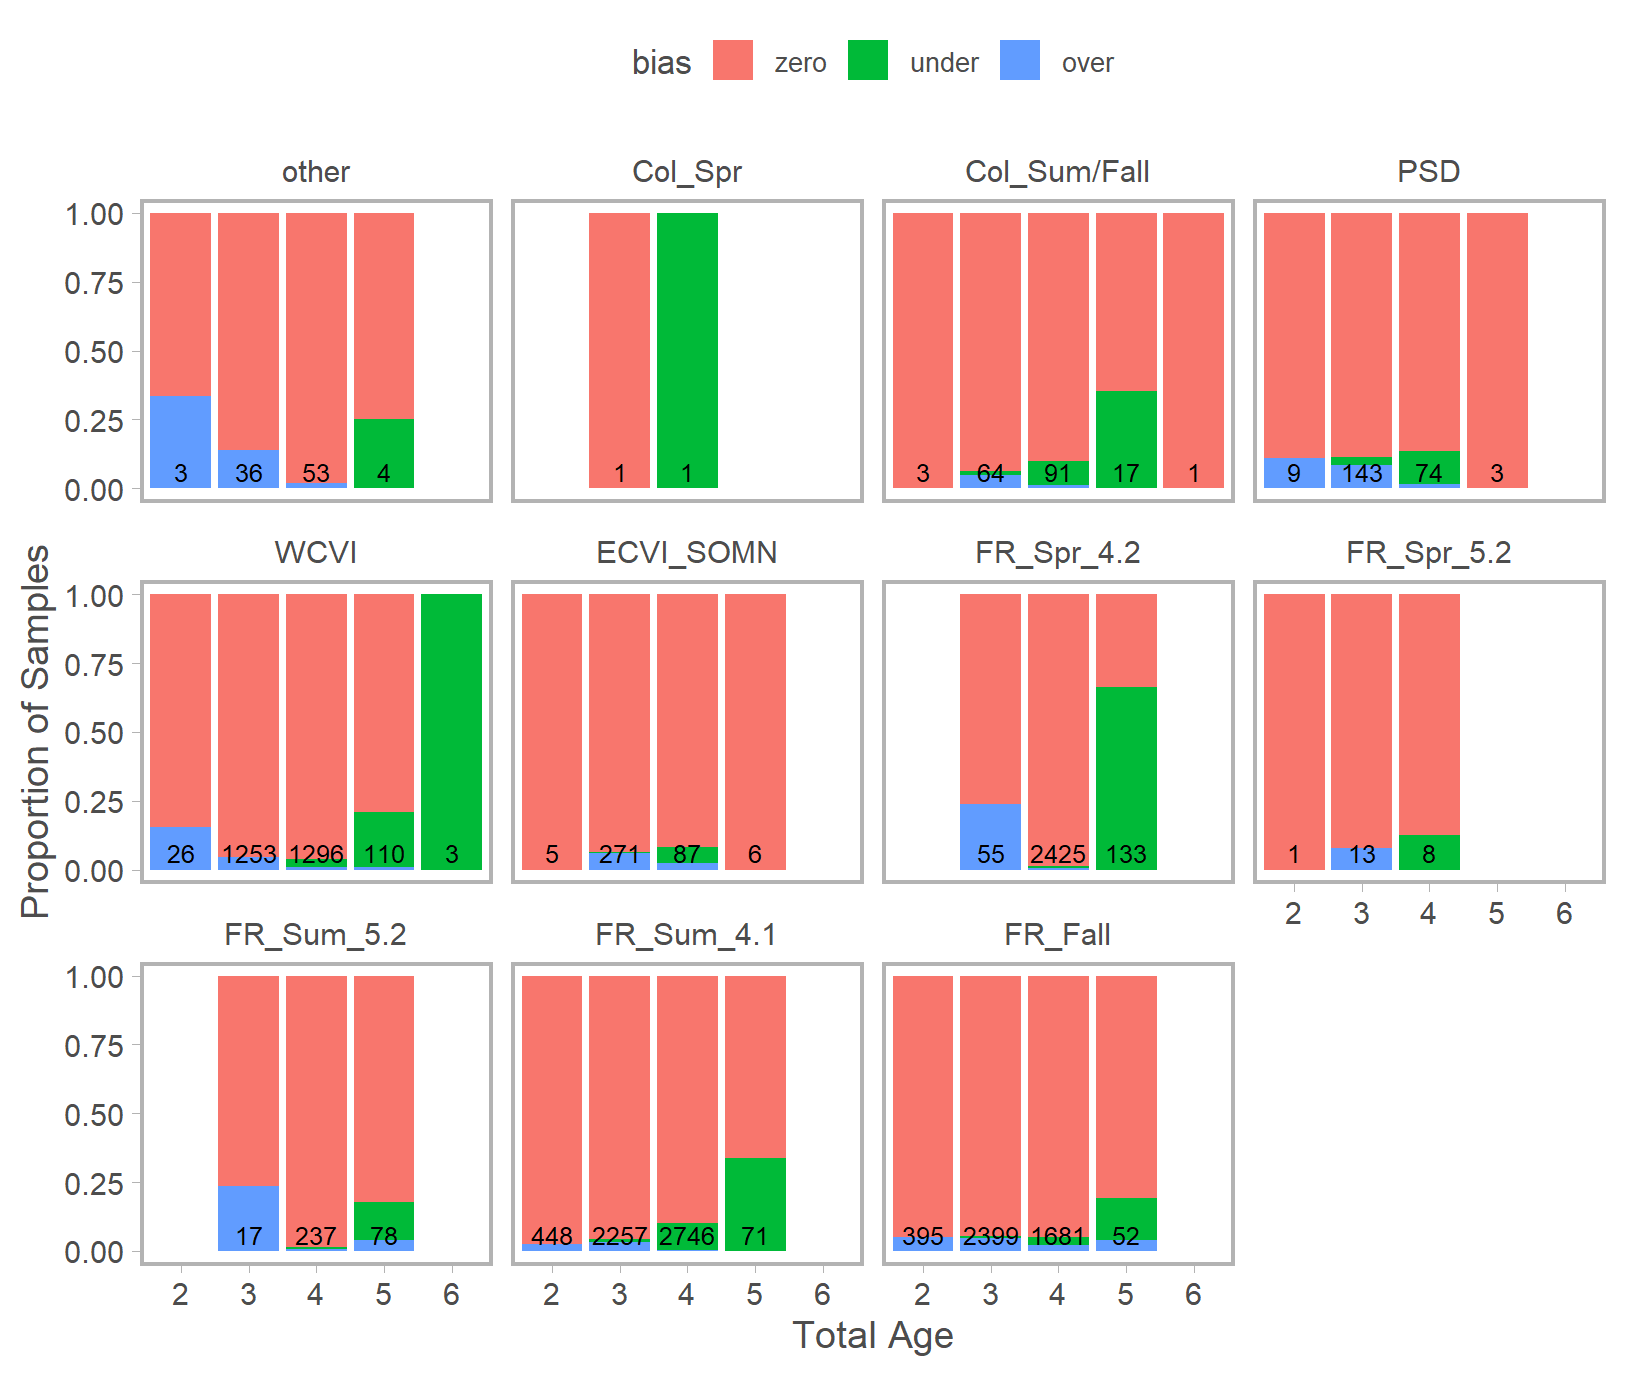 bias zero under over
other Col_Spr Col_Sum/Fall PSD
1.00
0.75
0.50
0.25
0.00
3 36 53 4
1 1
3 64 91 17 1
9 143 74 3
WCVI ECVI_SOMN FR_Spr_4.2 FR_Spr_5.2
Proportion of Samples
1.00
0.75
0.50
0.25
0.00
26 1253 1296 110 3
5 271 87 6
55 2425 133
1 13 8
2 3 4 5 6
FR_Sum_5.2 FR_Sum_4.1 FR_Fall
1.00
0.75
0.50
0.25
0.00
17 237 78
448 2257 2746 71
395 2399 1681 52
2 3 4 5 6
2 3 4 5 6
2 3 4 5 6
Total Age